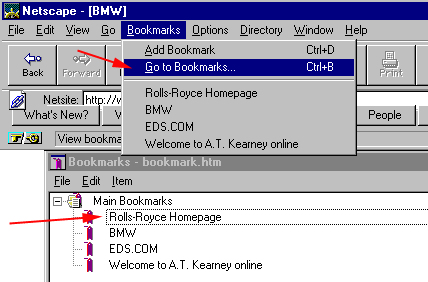 Netscape - [BMW]
File Edit View Go Bookmarks Options Directory Window Help
Add Bookmark Ctrl+D
Go to Bookmarks... Ctrl+B
Rolls-Royce Homepage
BMW
EDS.COM
Welcome to A.T. Kearney online
Back Forward Print
Netsite: http://w
What's New? People
View bookma
Bookmarks - bookmark.htm
File Edit Item
Main Bookmarks
Rolls-Royce Homepage
BMW
EDS.COM
Welcome to A.T. Kearney online